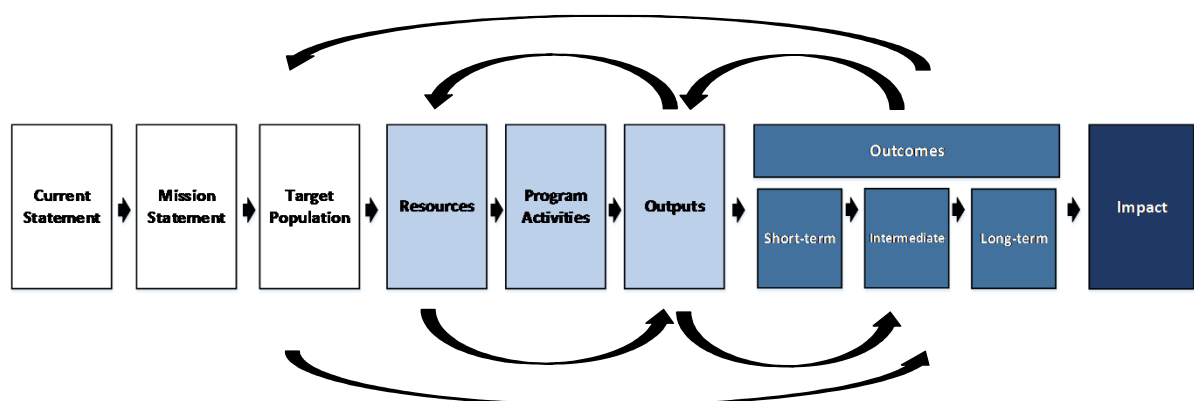 Current
Statement
Mission
Statement
Target
Population
Resources
Program
Activities
Outputs
Outcomes
Short-term
Intermediate
Long-term
Impact